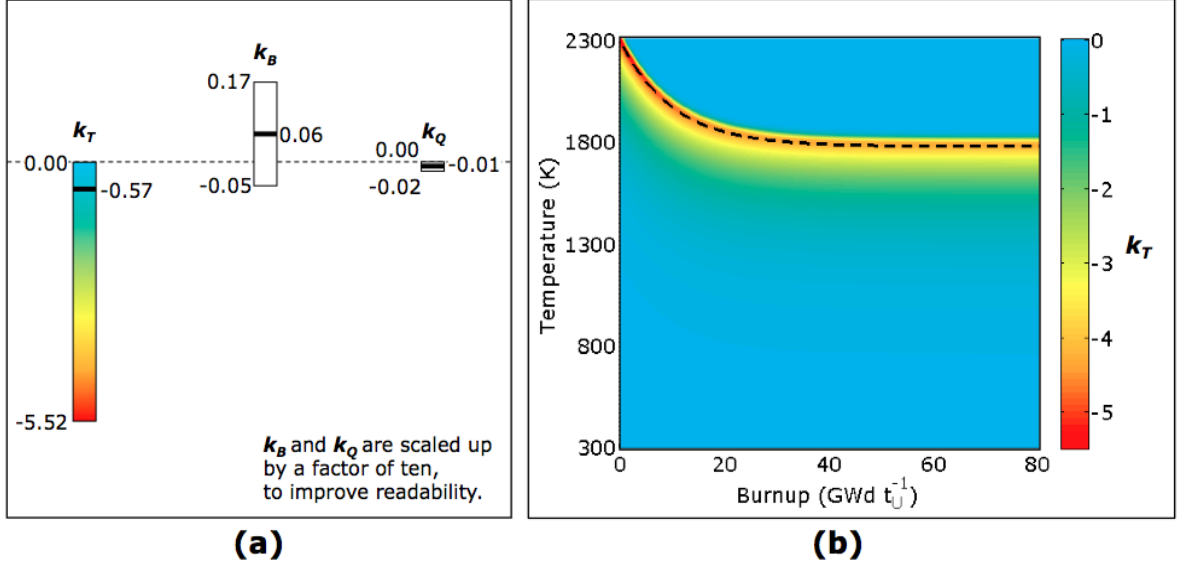 k_B
0.17
0.06
-0.05
k_T
0.00
-0.57
-5.52
k_Q
0.00
-0.01
-0.02
k_B and k_Q are scaled up
by a factor of ten,
to improve readability.
(a)
2300
1800
1300
800
300
Temperature (K)
0 20 40 60 80
Burnup (GWd t_U^-1)
0
-1
-2
-3
-4
-5
k_T
(b)